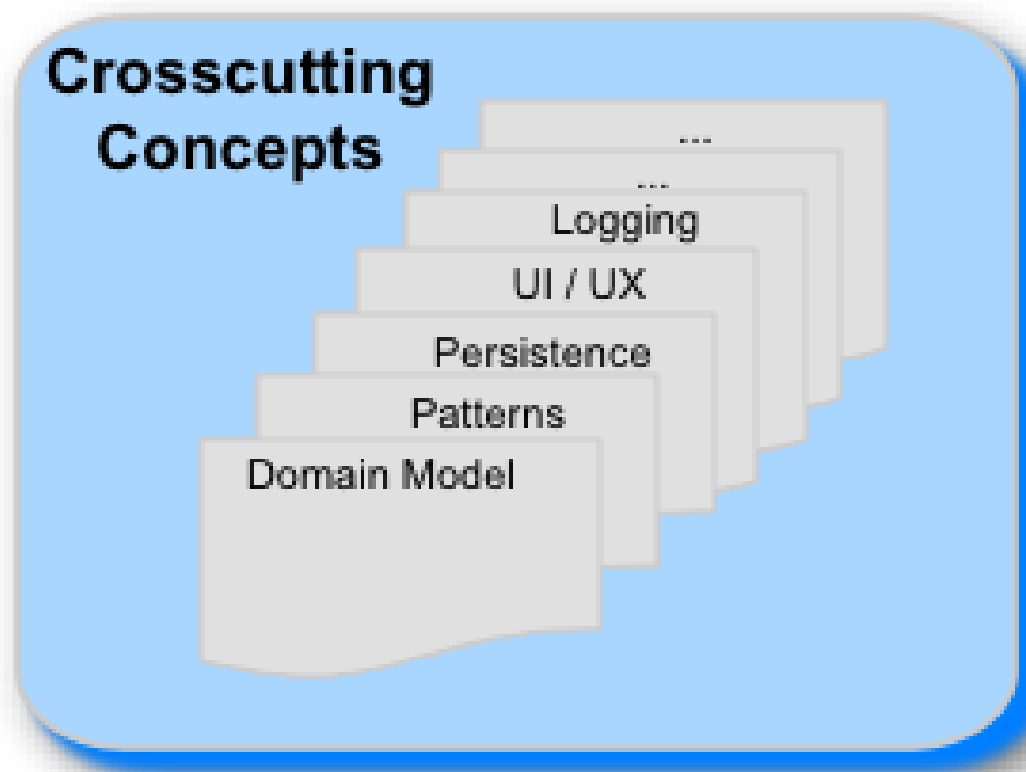 Crosscutting
Concepts
...
...
Logging
UI / UX
Persistence
Patterns
Domain Model